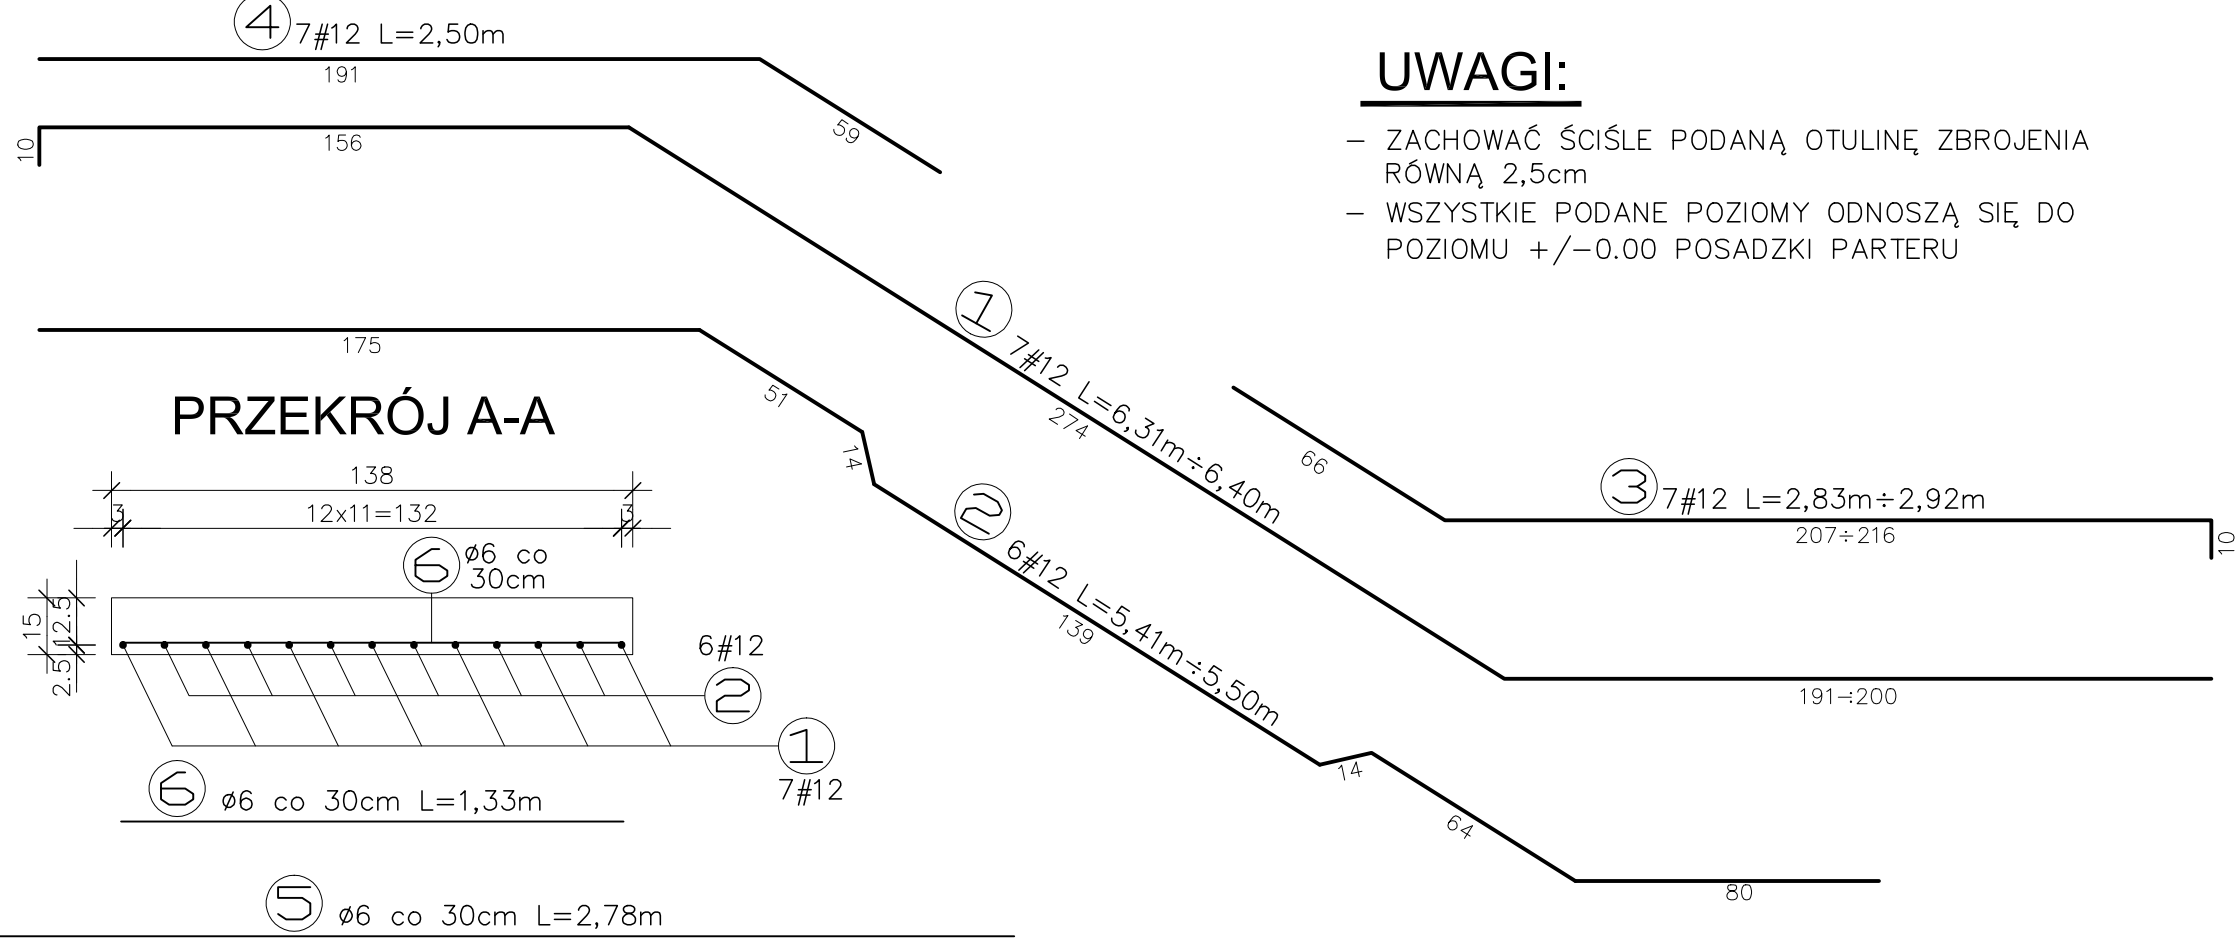 4 7#12 L=2,50m
191
59
10
156
1 7#12 L=6,31m÷6,40m
274
191÷200
175
51
14
2 6#12 L=5,41m÷5,50m
139
14
64
80
66
3 7#12 L=2,83m÷2,92m
207÷216
10
UWAGI:
– ZACHOWAĆ ŚCIŚLE PODANĄ OTULINĘ ZBROJENIA
RÓWNĄ 2,5cm
– WSZYSTKIE PODANE POZIOMY ODNOSZĄ SIĘ DO
POZIOMU +/-0.00 POSADZKI PARTERU
PRZEKRÓJ A-A
138
3 12x11=132 3
6 ø6 co
30cm
15
12.5
2.5
6#12
2
1
7#12
6 ø6 co 30cm L=1,33m
5 ø6 co 30cm L=2,78m